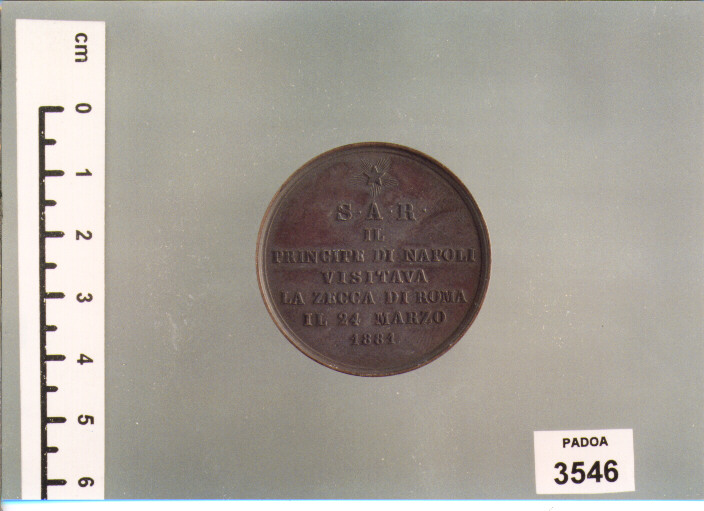 cm
0
1
2
3
4
5
6
S·A·R·
IL
PRINCIPE DI NAPOLI
VISITAVA
LA ZECCA DI ROMA
IL 24 MARZO
1881
PADOA
3546